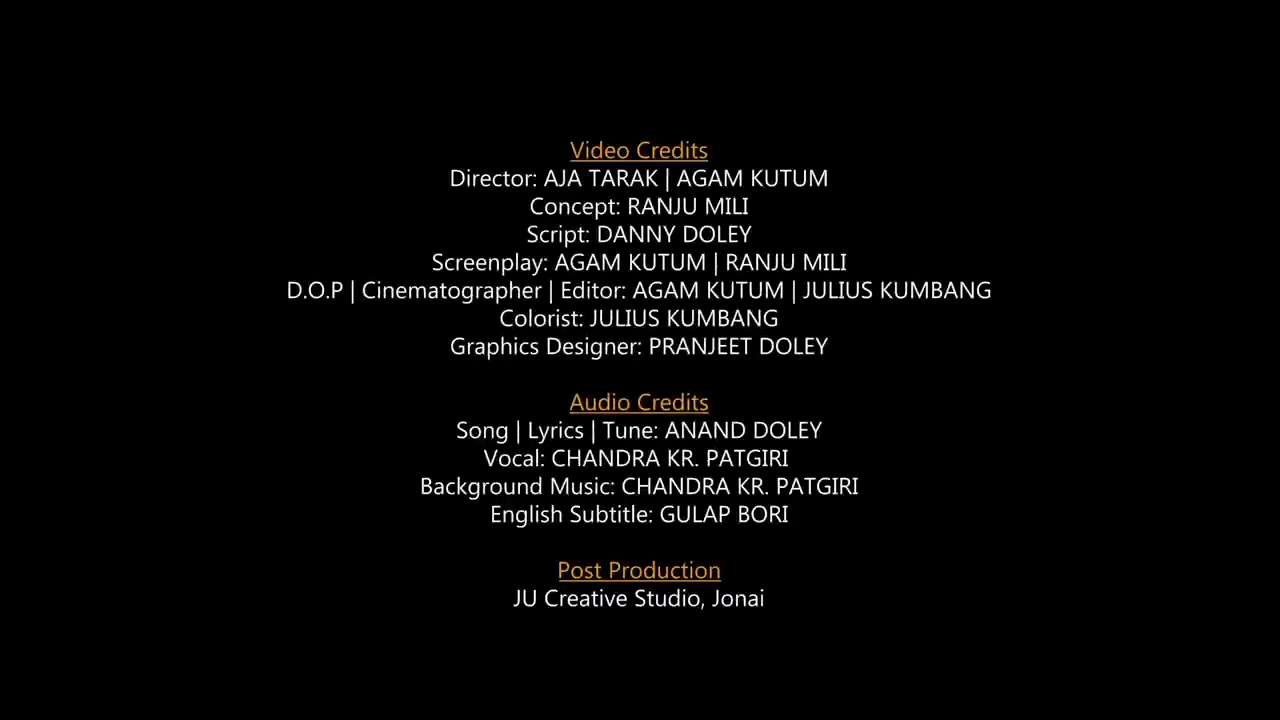 Video Credits
Director: AJA TARAK | AGAM KUTUM
Concept: RANJU MILI
Script: DANNY DOLEY
Screenplay: AGAM KUTUM | RANJU MILI
D.O.P | Cinematographer | Editor: AGAM KUTUM | JULIUS KUMBANG
Colorist: JULIUS KUMBANG
Graphics Designer: PRANJEET DOLEY
Audio Credits
Song | Lyrics | Tune: ANAND DOLEY
Vocal: CHANDRA KR. PATGIRI
Background Music: CHANDRA KR. PATGIRI
English Subtitle: GULAP BORI
Post Production
JU Creative Studio, Jonai